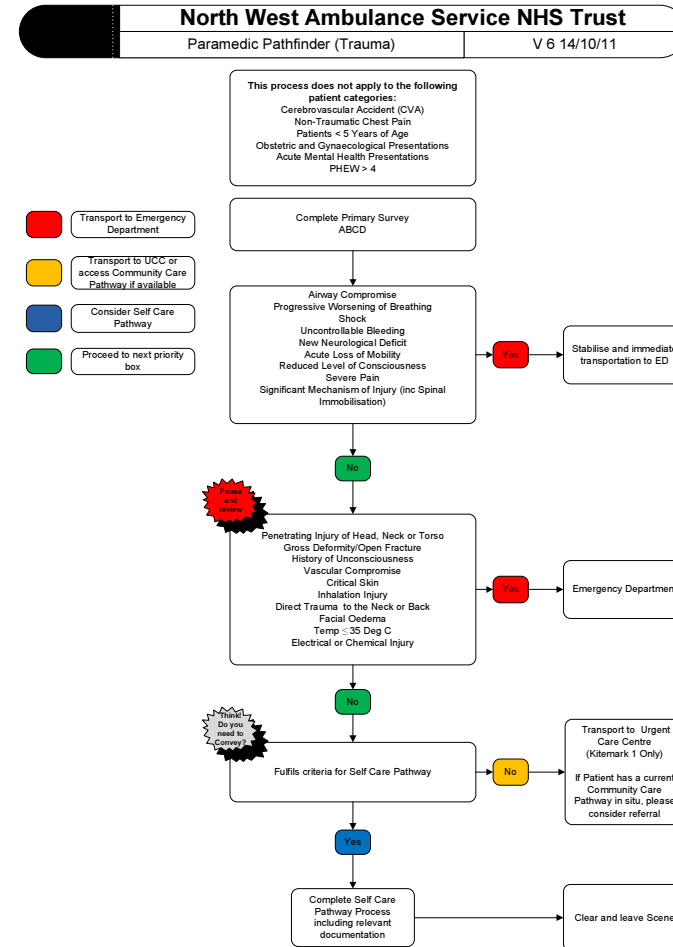 North West Ambulance Service NHS Trust
Paramedic Pathfinder (Trauma)
V 6 14/10/11
This process does not apply to the following
patient categories:
Cerebrovascular Accident (CVA)
Non-Traumatic Chest Pain
Patients < 5 Years of Age
Obstetric and Gynaecological Presentations
Acute Mental Health Presentations
PHEW > 4
Transport to Emergency
Department
Transport to UCC or
access Community Care
Pathway if available
Consider Self Care
Pathway
Proceed to next priority
box
Complete Primary Survey
ABCD
Airway Compromise
Progressive Worsening of Breathing
Shock
Uncontrollable Bleeding
New Neurological Deficit
Acute Loss of Mobility
Reduced Level of Consciousness
Severe Pain
Significant Mechanism of Injury (inc Spinal
Immobilisation)
Yes
Stabilise and immediate
transportation to ED
No
Pause
and
review
Penetrating Injury of Head, Neck or Torso
Gross Deformity/Open Fracture
History of Unconsciousness
Vascular Compromise
Critical Skin
Inhalation Injury
Direct Trauma to the Neck or Back
Facial Oedema
Temp ≤ 35 Deg C
Electrical or Chemical Injury
Yes
Emergency Department
No
Think!
Do you
need to
Convey?
Fulfils criteria for Self Care Pathway
No
Transport to Urgent
Care Centre
(Kitemark 1 Only)
If Patient has a current
Community Care
Pathway in situ, please
consider referral
Yes
Complete Self Care
Pathway Process
including relevant
documentation
Clear and leave Scene